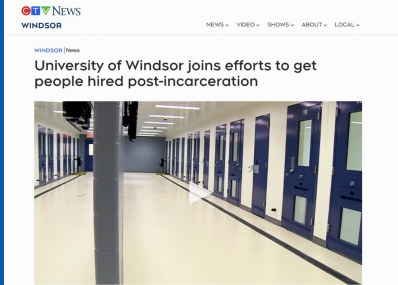 CTV NEWS
WINDSOR
NEWS VIDEO SHOWS ABOUT LOCAL
WINDSOR | News
University of Windsor joins efforts to get
people hired post-incarceration